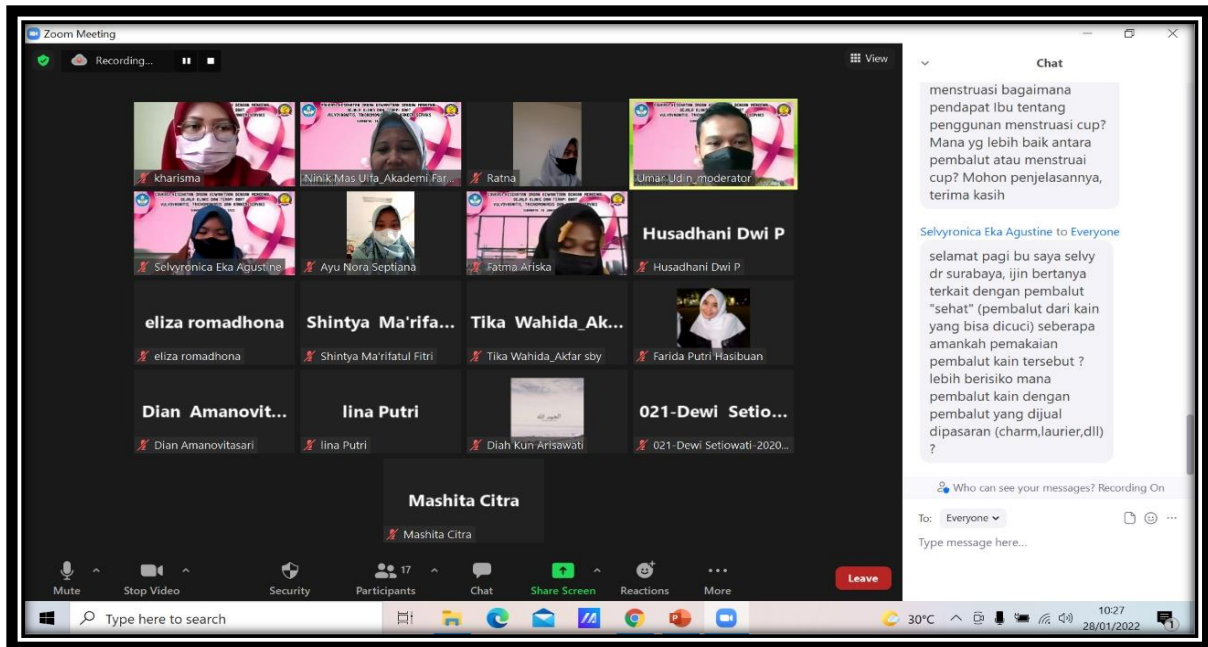 Zoom Meeting
Recording...
View
kharisma
Ninik Mas Ulfa_Akademi Far...
Ratna
Umar Udin_moderator
Selvyronica Eka Agustine
Ayu Nora Septiana
Fatma Ariska
Husadhani Dwi P
Husadhani Dwi P
eliza romadhona
Shintya Ma'rifa...
Tika Wahida_Ak...
eliza romadhona
Shintya Ma'rifatul Fitri
Tika Wahida_Akfar sby
Farida Putri Hasibuan
Dian Amanovit...
lina Putri
021-Dewi Setio...
Dian Amanovitasari
lina Putri
Diah Kun Arisawati
021-Dewi Setiowati-2020...
Mashita Citra
Mashita Citra
Mute
Stop Video
Security
17
Participants
Chat
Share Screen
Reactions
More
Leave
Chat
menstruasi bagaimana
pendapat Ibu tentang
penggunan menstruasi cup?
Mana yg lebih baik antara
pembalut atau menstruai
cup? Mohon penjelasannya,
terima kasih
Selvyronica Eka Agustine to Everyone
selamat pagi bu saya selvy
dr surabaya, ijin bertanya
terkait dengan pembalut
"sehat" (pembalut dari kain
yang bisa dicuci) seberapa
amankah pemakaian
pembalut kain tersebut ?
lebih berisiko mana
pembalut kain dengan
pembalut yang dijual
dipasaran (charm,laurier,dll)
?
Who can see your messages? Recording On
To: Everyone
Type message here...
Type here to search
30°C
10:27
28/01/2022